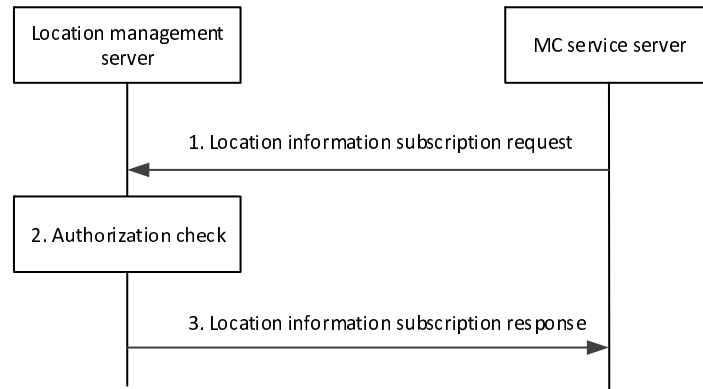 Location management
server
MC service server
1. Location information subscription request
2. Authorization check
3. Location information subscription response